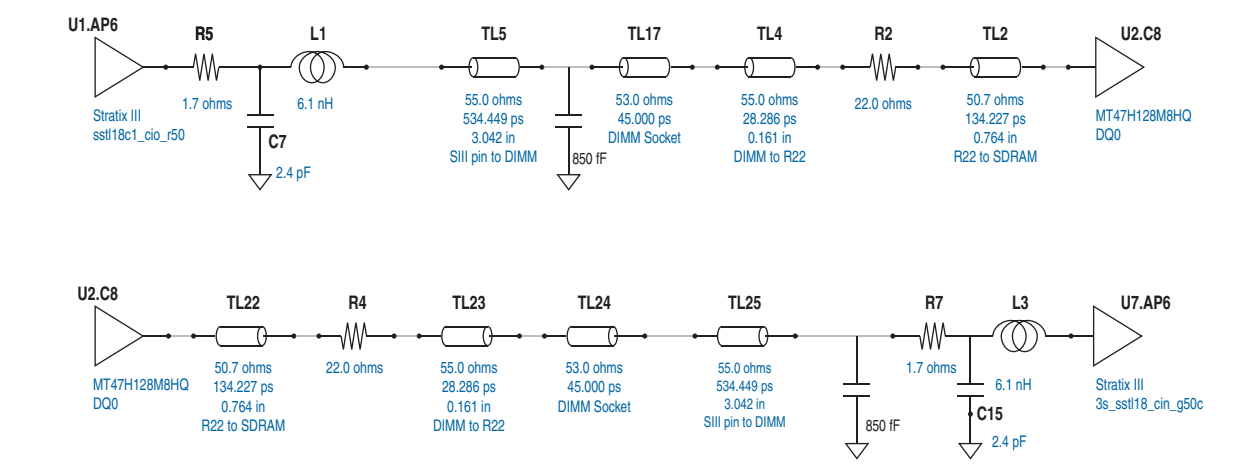 U1.AP6
R5
L1
TL5
TL17
TL4
R2
TL2
U2.C8
Stratix III
sstl18c1_cio_r50
1.7 ohms
C7
2.4 pF
6.1 nH
55.0 ohms
534.449 ps
3.042 in
SIII pin to DIMM
850 fF
53.0 ohms
45.000 ps
DIMM Socket
55.0 ohms
28.286 ps
0.161 in
DIMM to R22
22.0 ohms
50.7 ohms
134.227 ps
0.764 in
R22 to SDRAM
MT47H128M8HQ
DQ0
U2.C8
TL22
R4
TL23
TL24
TL25
R7
L3
U7.AP6
MT47H128M8HQ
DQ0
50.7 ohms
134.227 ps
0.764 in
R22 to SDRAM
22.0 ohms
55.0 ohms
28.286 ps
0.161 in
DIMM to R22
53.0 ohms
45.000 ps
DIMM Socket
55.0 ohms
534.449 ps
3.042 in
SIII pin to DIMM
850 fF
1.7 ohms
C15
2.4 pF
6.1 nH
Stratix III
3s_sstl18_cin_g50c